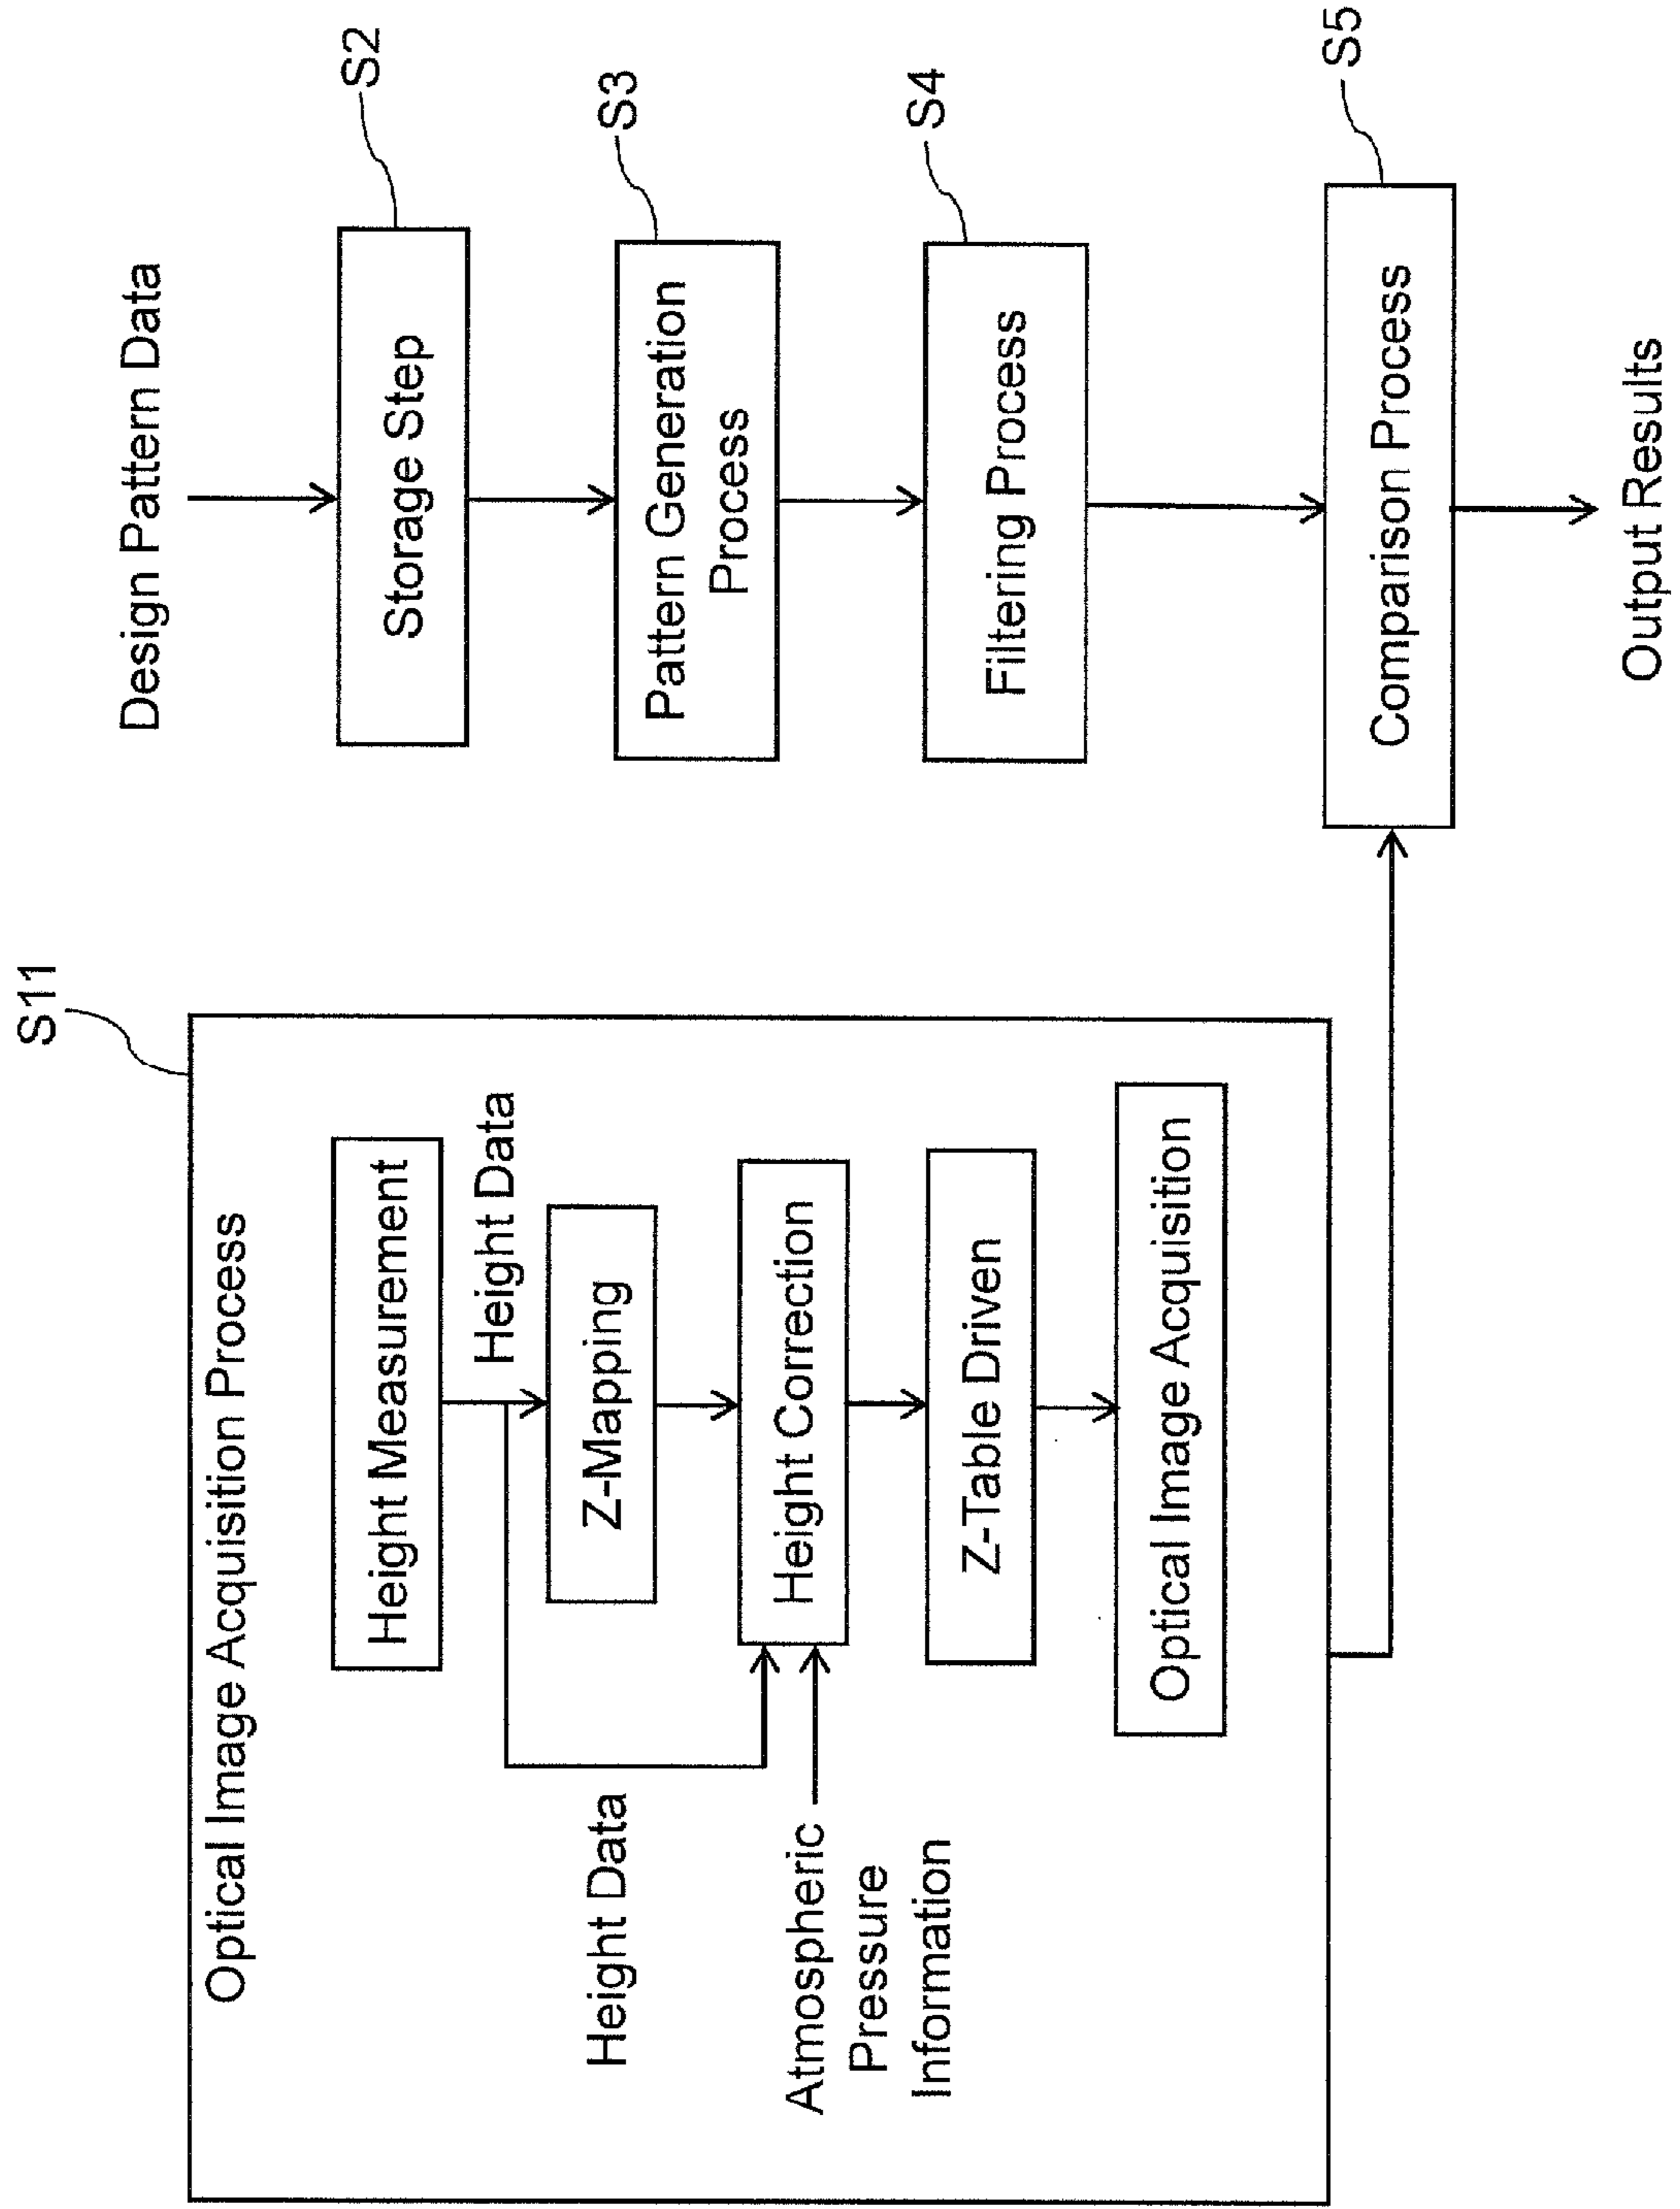 S11
Optical Image Acquisition Process
Height Measurement
Height Data
Z-Mapping
Height Data
Height Correction
Atmospheric
Pressure
Information
Z-Table Driven
Optical Image Acquisition
Design Pattern Data
S2
Storage Step
S3
Pattern Generation
Process
S4
Filtering Process
S5
Comparison Process
Output Results